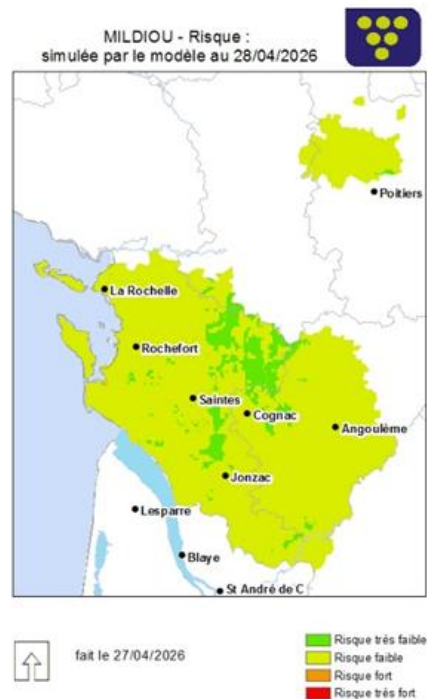 MILDIOU - Risque :
simulée par le modèle au 28/04/2026
Poitiers
La Rochelle
Rochefort
Saintes
Cognac
Angoulème
Jonzac
Lesparre
Blaye
St André de C
fait le 27/04/2026
Risque très faible
Risque faible
Risque fort
Risque très fort